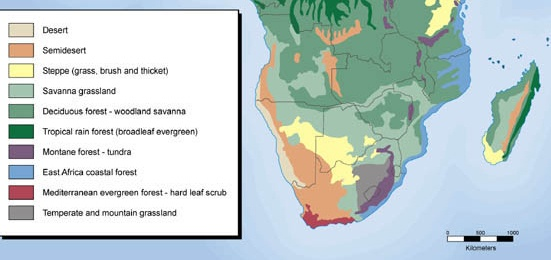 Desert
Semidesert
Steppe (grass, brush and thicket)
Savanna grassland
Deciduous forest - woodland savanna
Tropical rain forest (broadleaf evergreen)
Montane forest - tundra
East Africa coastal forest
Mediterranean evergreen forest - hard leaf scrub
Temperate and mountain grassland
0 500 1000
Kilometers